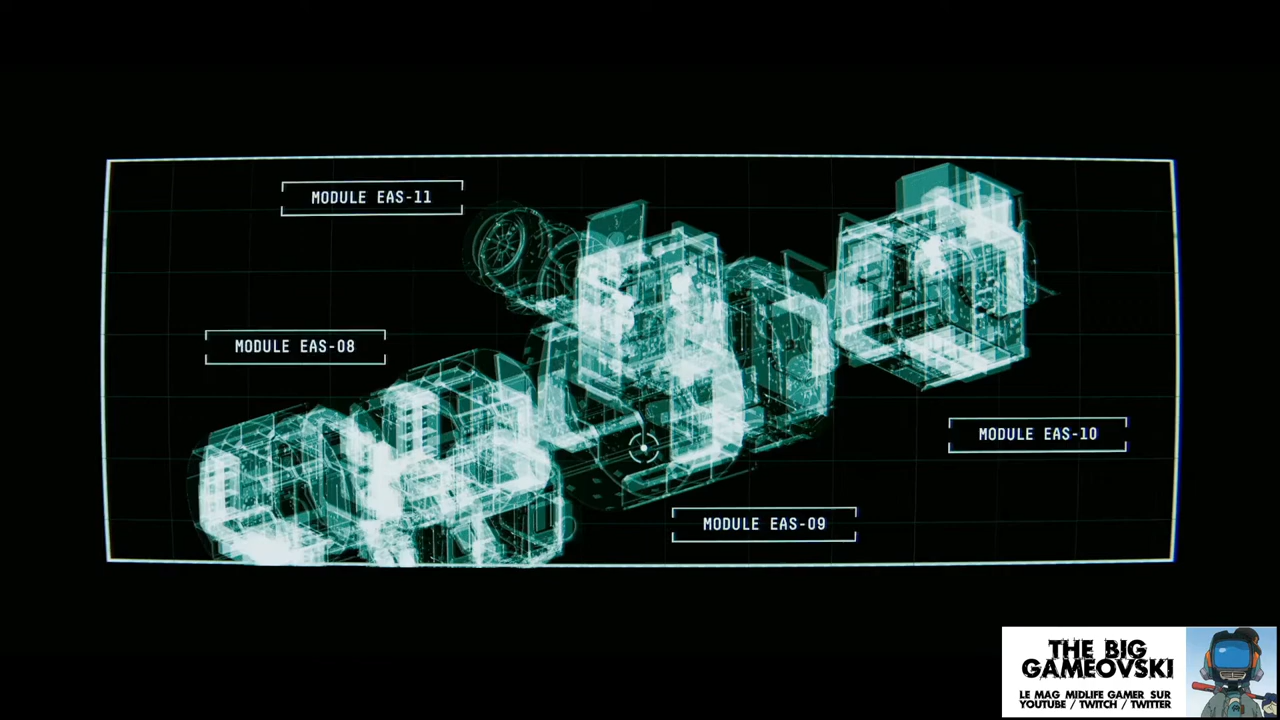 MODULE EAS-11
MODULE EAS-08
MODULE EAS-10
MODULE EAS-09
THE BIG
GAMEOVSKI
LE MAG MIDLIFE GAMER SUR
YOUTUBE / TWITCH / TWITTER